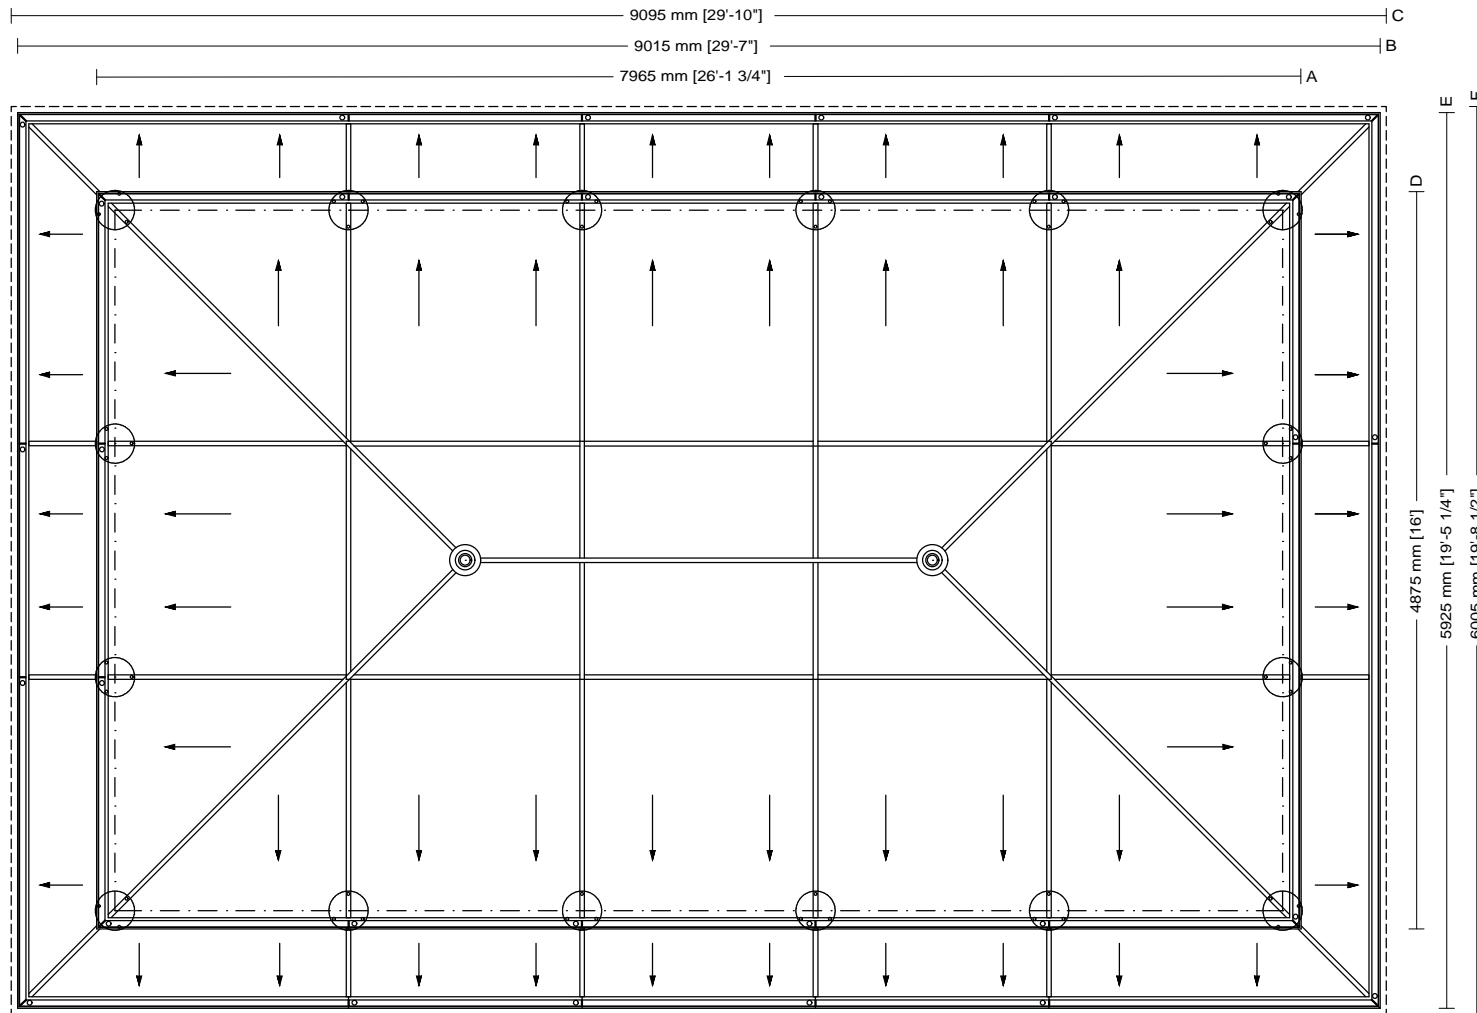 9095 mm [29'-10"] C
9015 mm [29'-7"] B
7965 mm [26'-1 3/4"] A
D
E
4875 mm [16']
5925 mm [19'-5 1/4"]